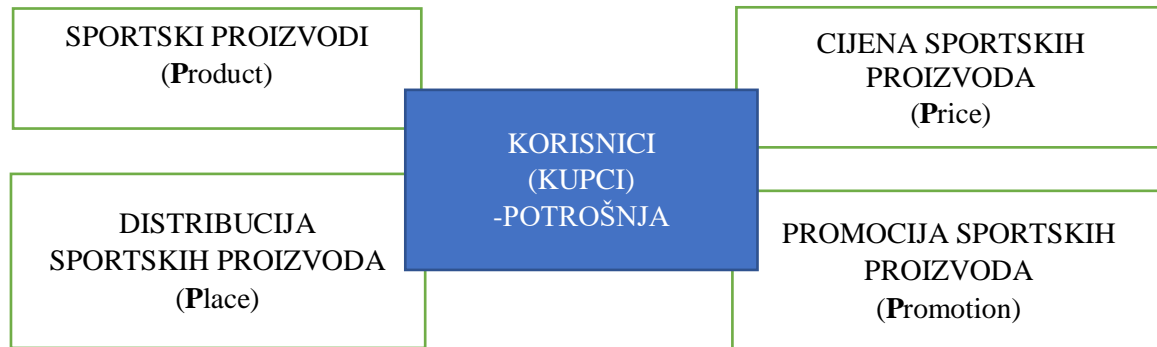 SPORTSKI PROIZVODI
(Product)
CIJENA SPORTSKIH
PROIZVODA
(Price)
KORISNICI
(KUPCI)
-POTROŠNJA
DISTRIBUCIJA
SPORTSKIH PROIZVODA
(Place)
PROMOCIJA SPORTSKIH
PROIZVODA
(Promotion)